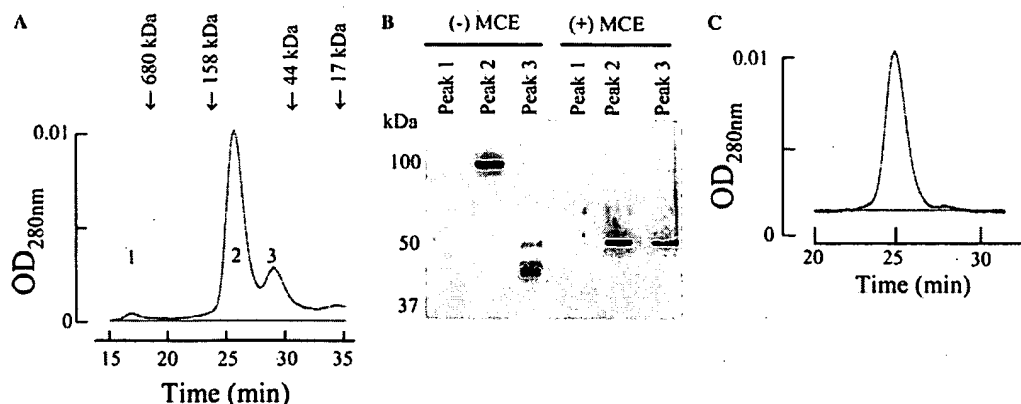 A
← 680 kDa
← 158 kDa
← 44 kDa
← 17 kDa
0.01
0
OD280nm
1
2
3
15
20
25
30
35
Time (min)
B
(-) MCE
(+) MCE
Peak 1
Peak 2
Peak 3
Peak 1
Peak 2
Peak 3
kDa
100
50
37
C
0.01
0
OD280nm
20
25
30
Time (min)